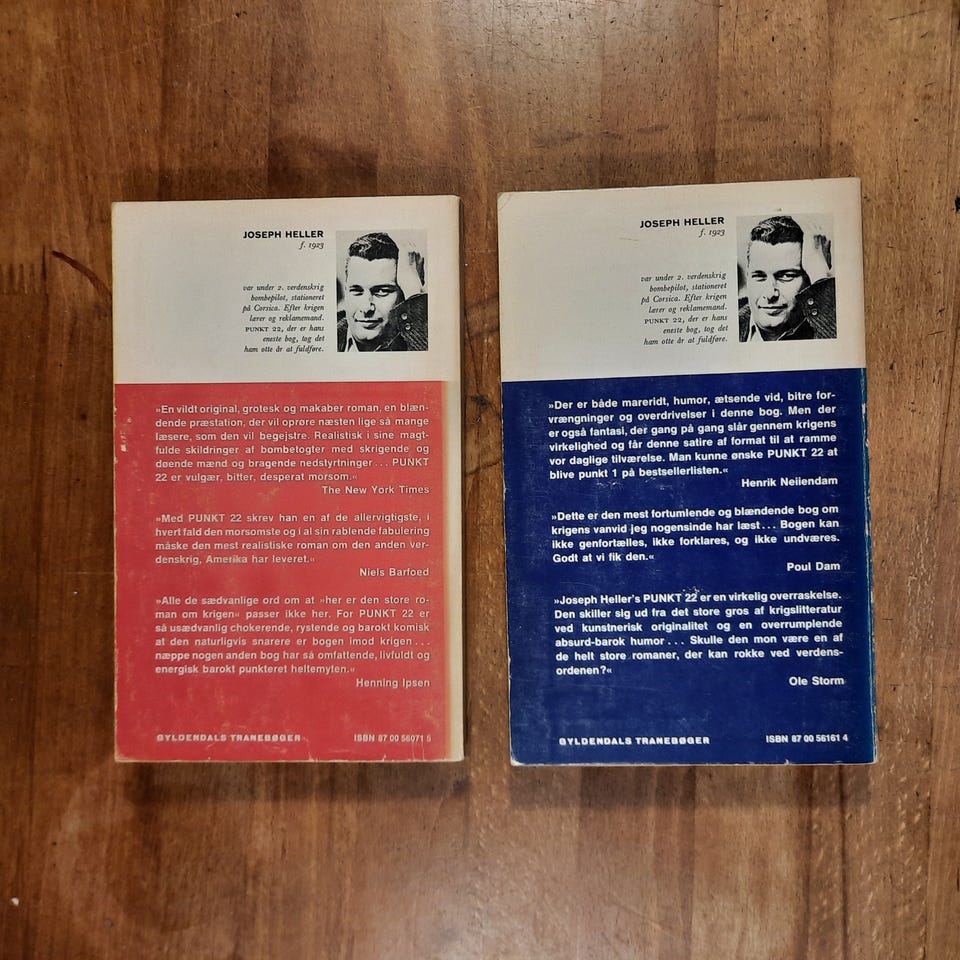 JOSEPH HELLER
f. 1923
var under 2. verdenskrig
bombepilot, stationeret
på Corsica. Efter krigen
lærer og reklamemand.
PUNKT 22, der er hans
eneste bog, tog det
ham otte år at fuldføre.
»En vildt original, grotesk og makaber roman, en blæn-
dende præstation, der vil oprøre næsten lige så mange
læsere, som den vil begejstre. Realistisk i sine magt-
fulde skildringer af bombetogter med skrigende og
døende mænd og bragende nedstyrtninger ... PUNKT
22 er vulgær, bitter, desperat morsom.«
The New York Times
»Med PUNKT 22 skrev han en af de allervigtigste, i
hvert fald den morsomste og i al sin rablende fabulering
måske den mest realistiske roman om den anden ver-
denskrig, Amerika har leveret.«
Niels Barfoed
»Alle de sædvanlige ord om at »her er den store ro-
man om krigen« passer ikke her. For PUNKT 22 er
så usædvanlig chokerende, rystende og barokt komisk
at den naturligvis snarere er bogen imod krigen ...
næppe nogen anden bog har så omfattende, livfuldt og
energisk barokt punkteret heltemyten.«
Henning Ipsen
GYLDENDALS TRANEBØGER
ISBN 87 00 56071 5
JOSEPH HELLER
f. 1923
var under 2. verdenskrig
bombepilot, stationeret
på Corsica. Efter krigen
lærer og reklamemand.
PUNKT 22, der er hans
eneste bog, tog det
ham otte år at fuldføre.
»Der er både mareridt, humor, ætsende vid, bitre for-
vrængninger og overdrivelser i denne bog. Men der
er også fantasi, der gang på gang slår gennem krigens
virkelighed og får denne satire af format til at ramme
vor daglige tilværelse. Man kunne ønske PUNKT 22 at
blive punkt 1 på bestsellerlisten.«
Henrik Neiiendam
»Dette er den mest fortumlende og blændende bog om
krigens vanvid jeg nogensinde har læst ... Bogen kan
ikke genfortælles, ikke forklares, og ikke undværes.
Godt at vi fik den.«
Poul Dam
»Joseph Heller's PUNKT 22 er en virkelig overraskelse.
Den skiller sig ud fra det store gros af krigslitteratur
ved kunstnerisk originalitet og en overrumplende
absurd-barok humor ... Skulle den mon være en af
de helt store romaner, der kan rokke ved verdens-
ordenen?«
Ole Storm
GYLDENDALS TRANEBØGER
ISBN 87 00 56161 4